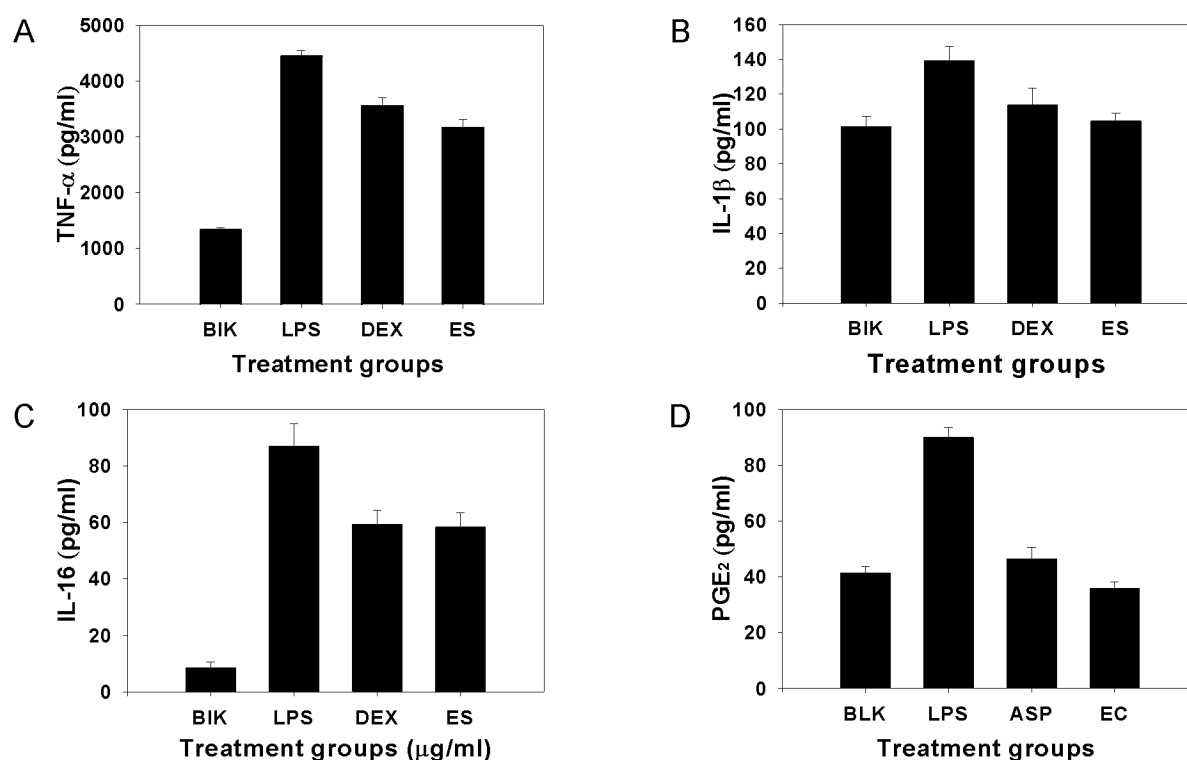 A
TNF-α (pg/ml)
5000
4000
3000
2000
1000
0
BIK LPS DEX ES
Treatment groups
B
IL-1β (pg/ml)
140
120
100
80
60
40
20
0
BIK LPS DEX ES
Treatment groups
C
IL-16 (pg/ml)
100
80
60
40
20
0
BIK LPS DEX ES
Treatment groups (μg/ml)
D
PGE₂ (pg/ml)
100
80
60
40
20
0
BLK LPS ASP EC
Treatment groups